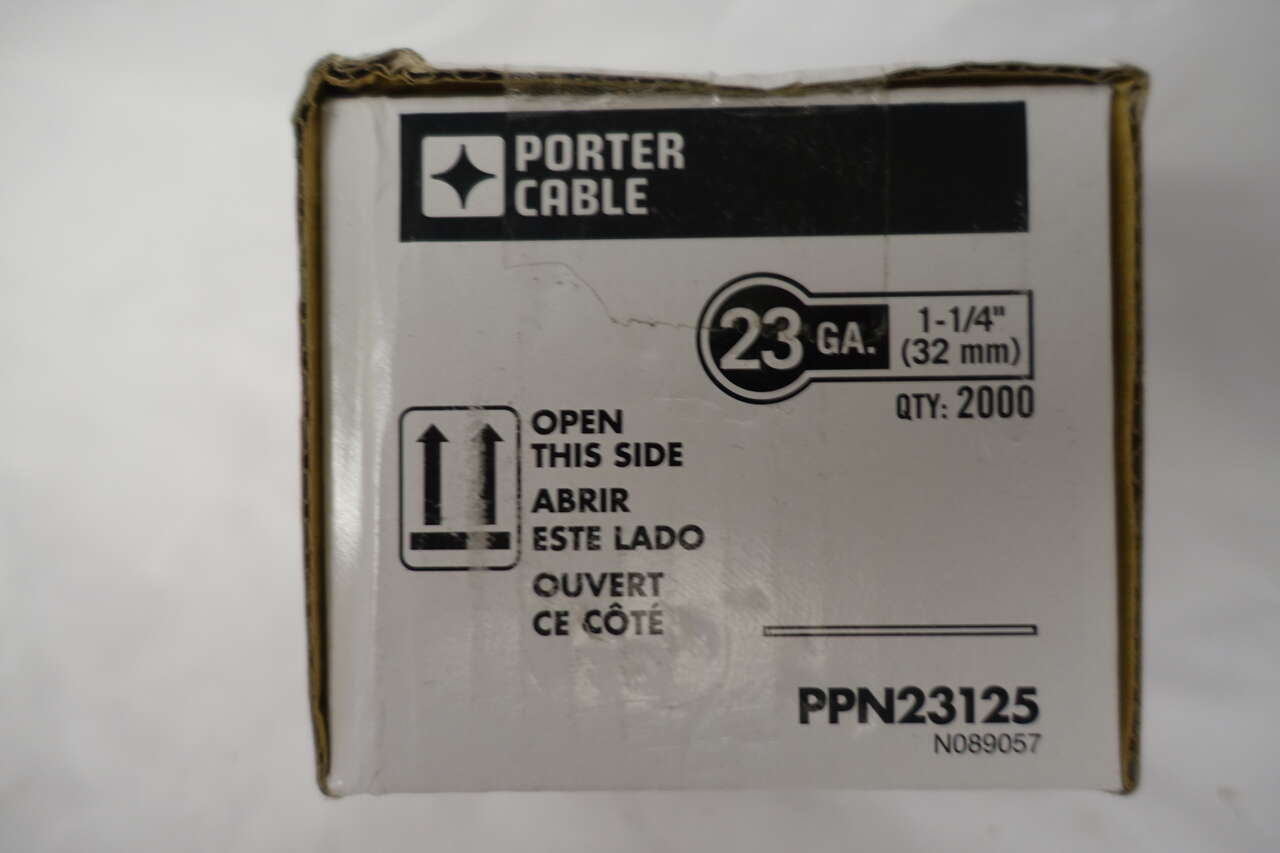 PORTER
CABLE
23 GA.
1-1/4"
(32 mm)
QTY: 2000
OPEN
THIS SIDE
ABRIR
ESTE LADO
OUVERT
CE CÔTÉ
PPN23125
N089057